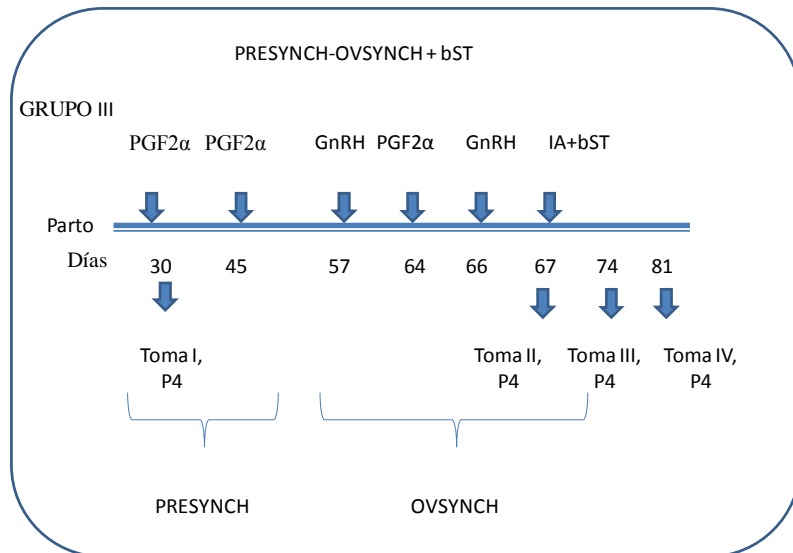 PRESYNCH-OVSYNCH + bST
GRUPO III
PGF2α PGF2α GnRH PGF2α GnRH IA+bST
Parto
Días 30 45 57 64 66 67 74 81
Toma I, Toma II, Toma III, Toma IV,
P4 P4 P4 P4
PRESYNCH OVSYNCH